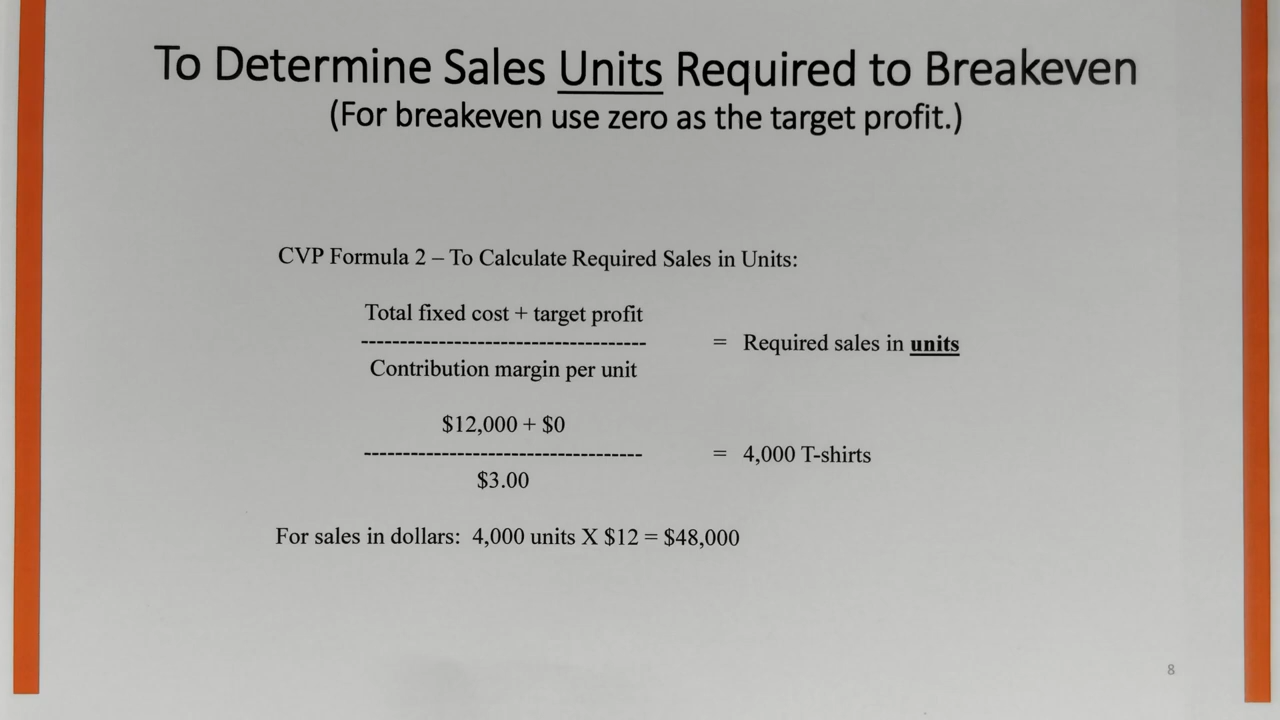 To Determine Sales Units Required to Breakeven
(For breakeven use zero as the target profit.)
CVP Formula 2 – To Calculate Required Sales in Units:
Total fixed cost + target profit
------------------------------------- = Required sales in units
Contribution margin per unit
$12,000 + $0
------------------------------------ = 4,000 T-shirts
$3.00
For sales in dollars: 4,000 units X $12 = $48,000
8